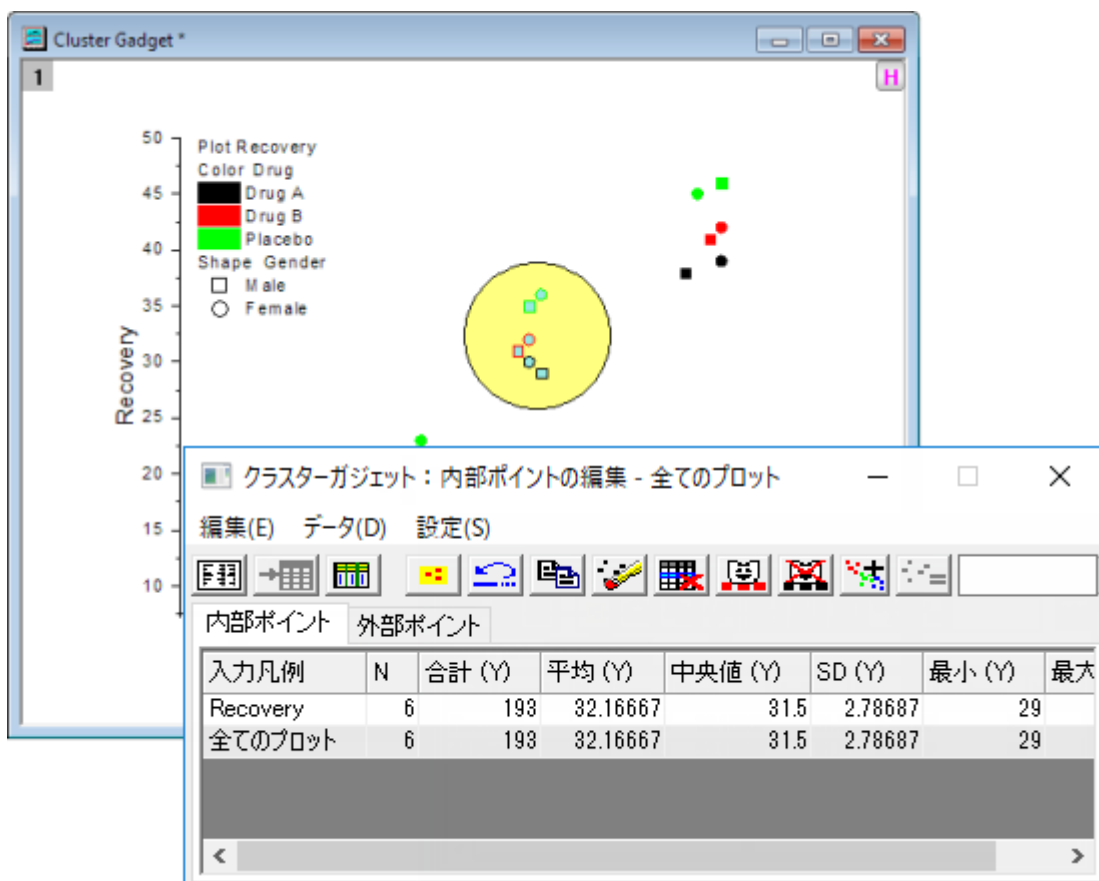 Cluster Gadget *
1
H
50
45
40
35
30
25
20
15
10
Recovery
Plot Recovery
Color Drug
Drug A
Drug B
Placebo
Shape Gender
Male
Female
クラスターガジェット：内部ポイントの編集 - 全てのプロット
編集(E) データ(D) 設定(S)
内部ポイント 外部ポイント
入力凡例 N 合計 (Y) 平均 (Y) 中央値 (Y) SD (Y) 最小 (Y) 最大
Recovery 6 193 32.16667 31.5 2.78687 29
全てのプロット 6 193 32.16667 31.5 2.78687 29